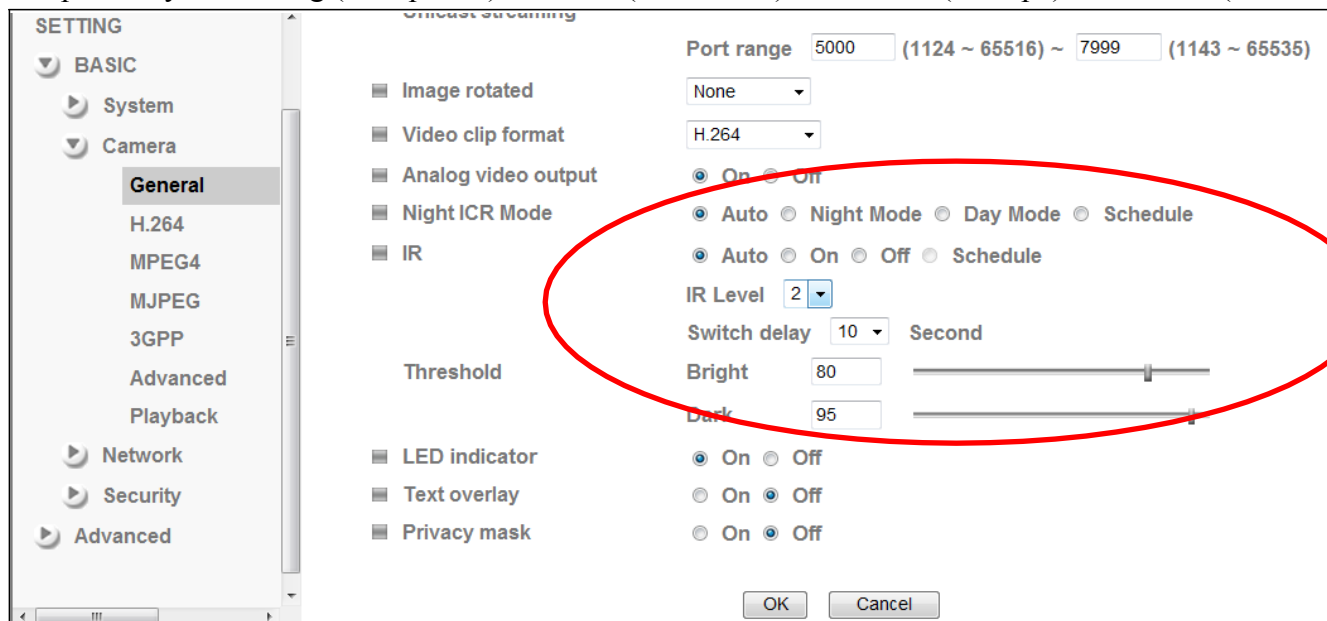 SETTING
BASIC
System
Camera
General
H.264
MPEG4
MJPEG
3GPP
Advanced
Playback
Network
Security
Advanced
Unicast streaming
Port range 5000 (1124 ~ 65516) ~ 7999 (1143 ~ 65535)
Image rotated None
Video clip format H.264
Analog video output On Off
Night ICR Mode Auto Night Mode Day Mode Schedule
IR Auto On Off Schedule
IR Level 2
Switch delay 10 Second
Threshold Bright 80
Dark 95
LED indicator On Off
Text overlay On Off
Privacy mask On Off
OK Cancel